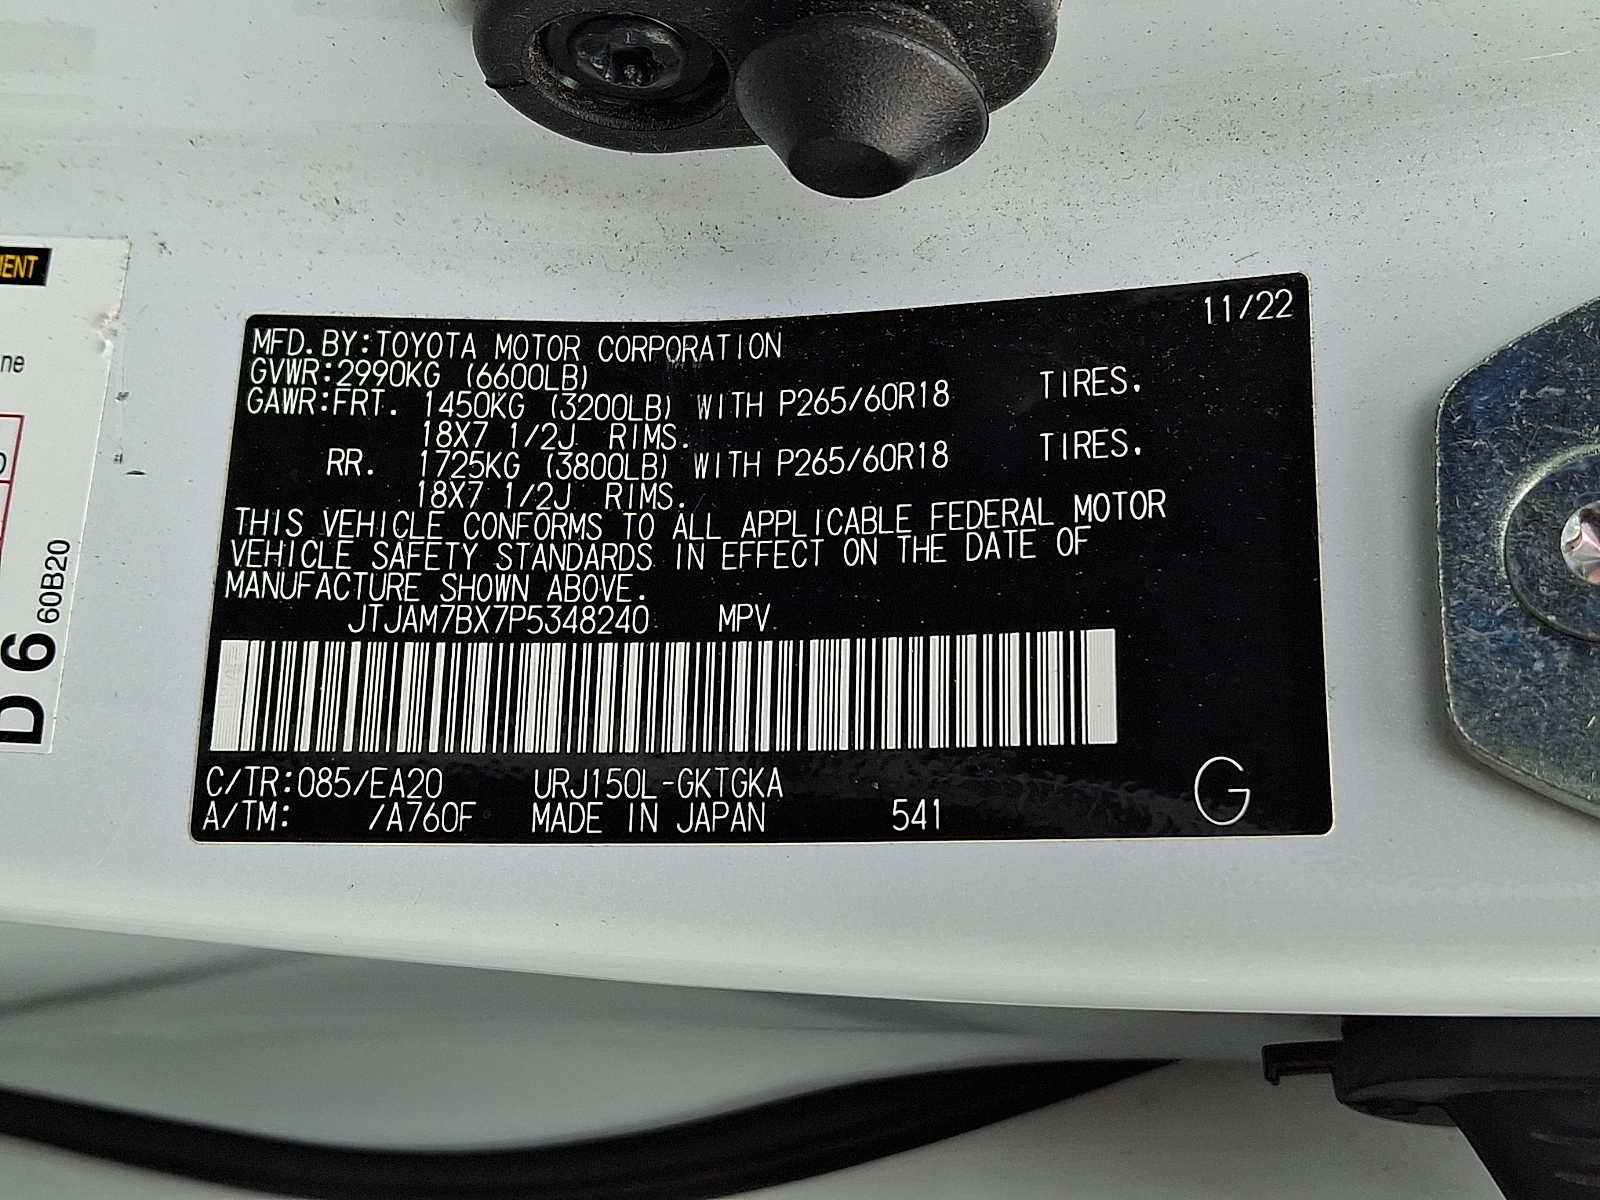 11/22
MFD.BY:TOYOTA MOTOR CORPORATION
GVWR:2990KG (6600LB)
GAWR:FRT. 1450KG (3200LB) WITH P265/60R18 TIRES.
18X7 1/2J RIMS.
RR. 1725KG (3800LB) WITH P265/60R18 TIRES.
18X7 1/2J RIMS.
THIS VEHICLE CONFORMS TO ALL APPLICABLE FEDERAL MOTOR
VEHICLE SAFETY STANDARDS IN EFFECT ON THE DATE OF
MANUFACTURE SHOWN ABOVE.
JTJAM7BX7P5348240 MPV
C/TR:085/EA20 URJ150L-GKTGKA
A/TM: /A760F MADE IN JAPAN 541 G
D6 60B20